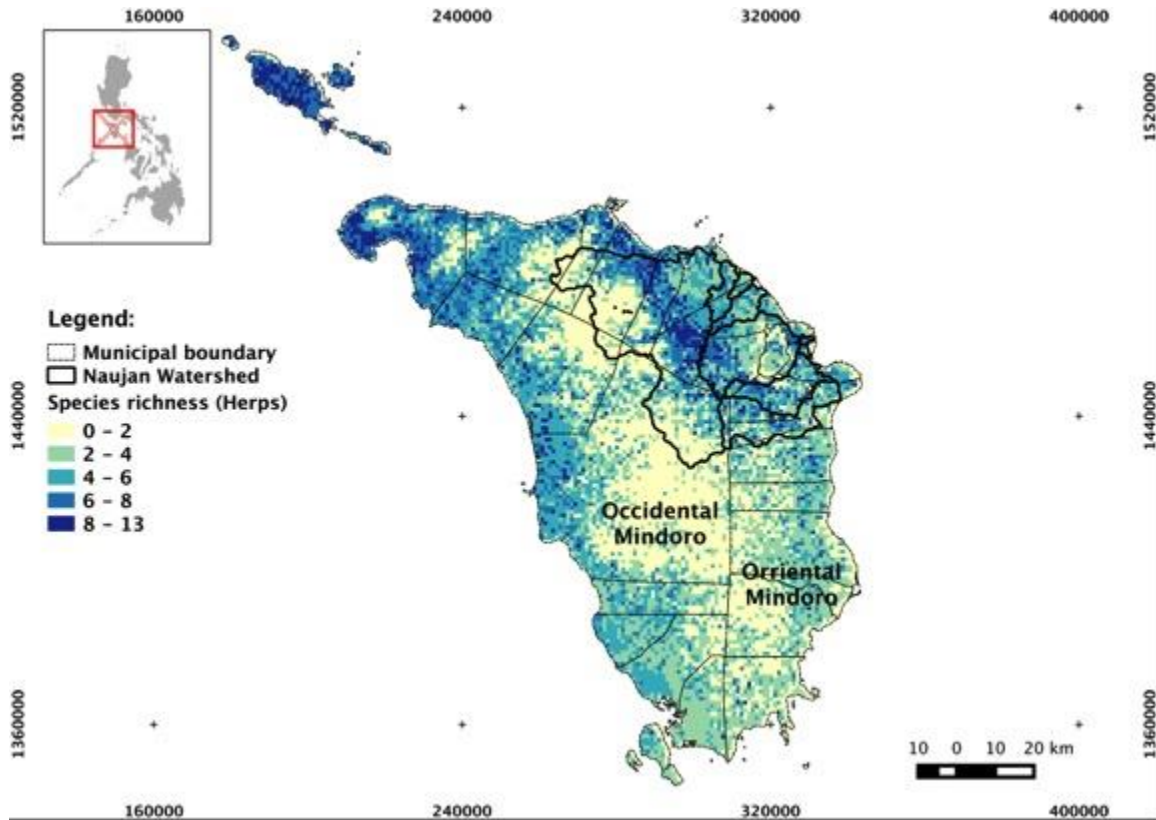 160000 240000 320000 400000
1520000 1520000
Legend:
Municipal boundary
Naujan Watershed
Species richness (Herps)
0 – 2
2 – 4
4 – 6
6 – 8
8 – 13
1440000 1440000
Occidental
Mindoro
Orriental
Mindoro
1360000 1360000
10 0 10 20 km
160000 240000 320000 400000